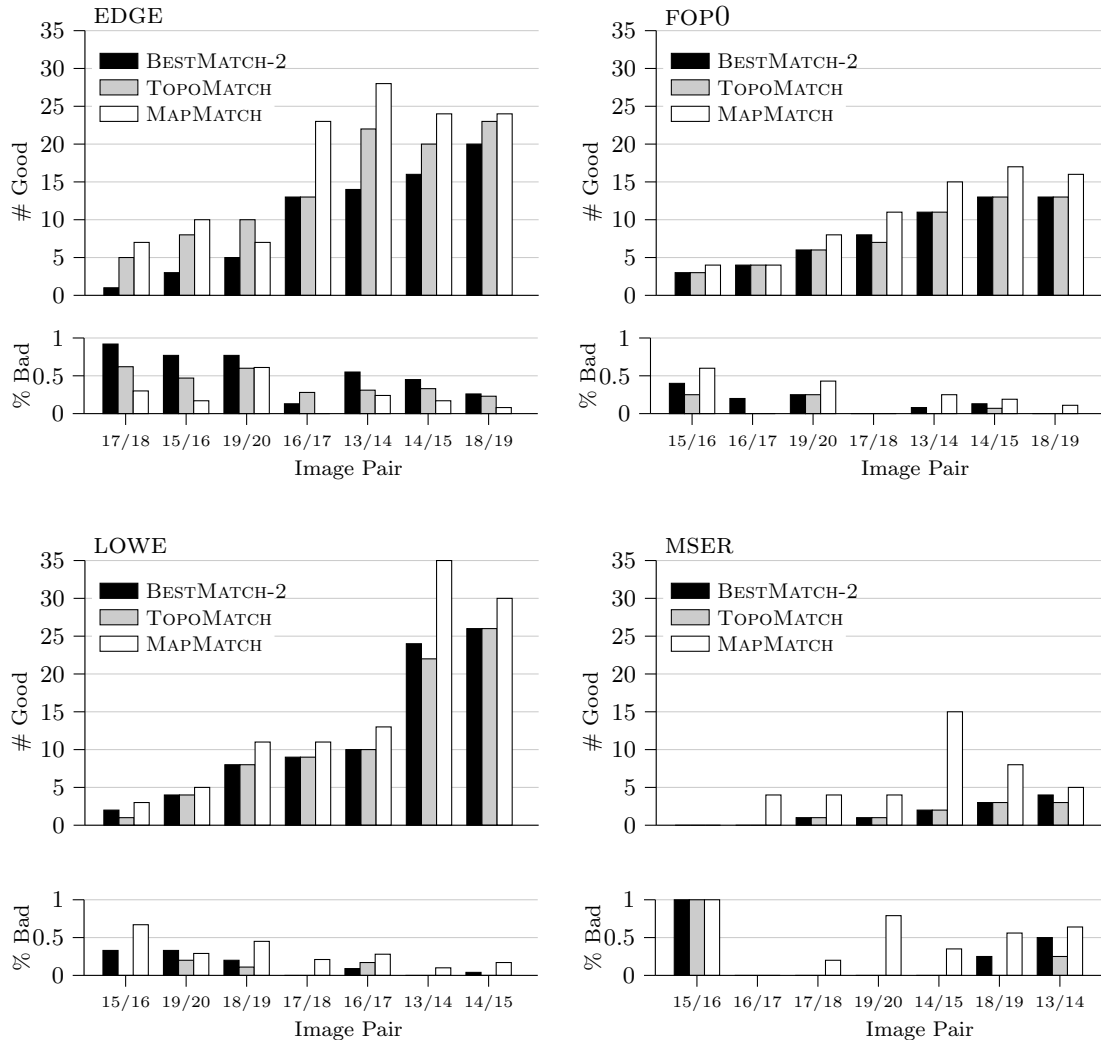 EDGE
35
30
25
20
15
10
5
0
# Good
BESTMATCH-2
TOPOMATCH
MAPMATCH
1
0.5
0
% Bad
17/18 15/16 19/20 16/17 13/14 14/15 18/19
Image Pair
FOP0
35
30
25
20
15
10
5
0
# Good
BESTMATCH-2
TOPOMATCH
MAPMATCH
1
0.5
0
% Bad
15/16 16/17 19/20 17/18 13/14 14/15 18/19
Image Pair
LOWE
35
30
25
20
15
10
5
0
# Good
BESTMATCH-2
TOPOMATCH
MAPMATCH
1
0.5
0
% Bad
15/16 19/20 18/19 17/18 16/17 13/14 14/15
Image Pair
MSER
35
30
25
20
15
10
5
0
# Good
BESTMATCH-2
TOPOMATCH
MAPMATCH
1
0.5
0
% Bad
15/16 16/17 17/18 19/20 14/15 18/19 13/14
Image Pair